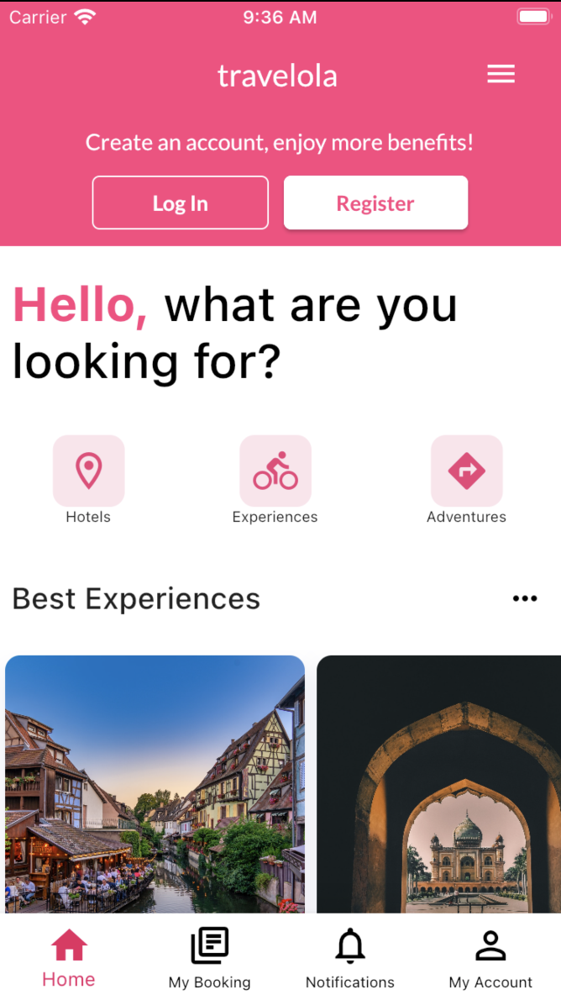 Carrier 9:36 AM
travelola
Create an account, enjoy more benefits!
Log In Register
Hello, what are you
looking for?
Hotels Experiences Adventures
Best Experiences
Home My Booking Notifications My Account